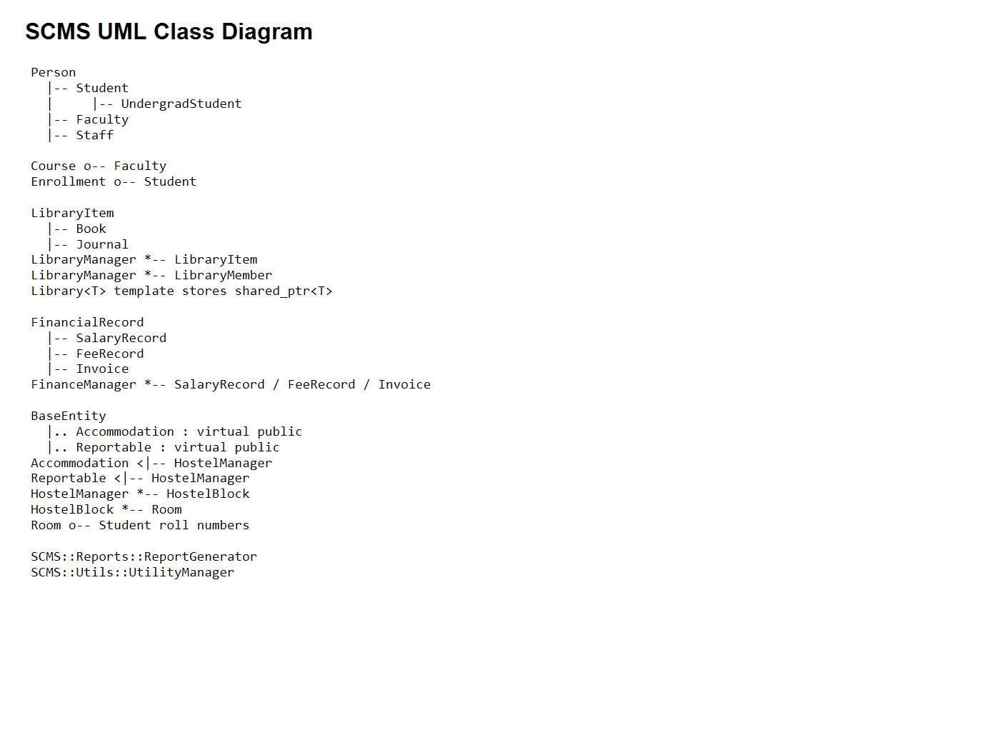 SCMS UML Class Diagram
Person
|-- Student
|     |-- UndergradStudent
|-- Faculty
|-- Staff
Course o-- Faculty
Enrollment o-- Student
LibraryItem
|-- Book
|-- Journal
LibraryManager *-- LibraryItem
LibraryManager *-- LibraryMember
Library<T> template stores shared_ptr<T>
FinancialRecord
|-- SalaryRecord
|-- FeeRecord
|-- Invoice
FinanceManager *-- SalaryRecord / FeeRecord / Invoice
BaseEntity
|.. Accommodation : virtual public
|.. Reportable : virtual public
Accommodation <|-- HostelManager
Reportable <|-- HostelManager
HostelManager *-- HostelBlock
HostelBlock *-- Room
Room o-- Student roll numbers
SCMS::Reports::ReportGenerator
SCMS::Utils::UtilityManager